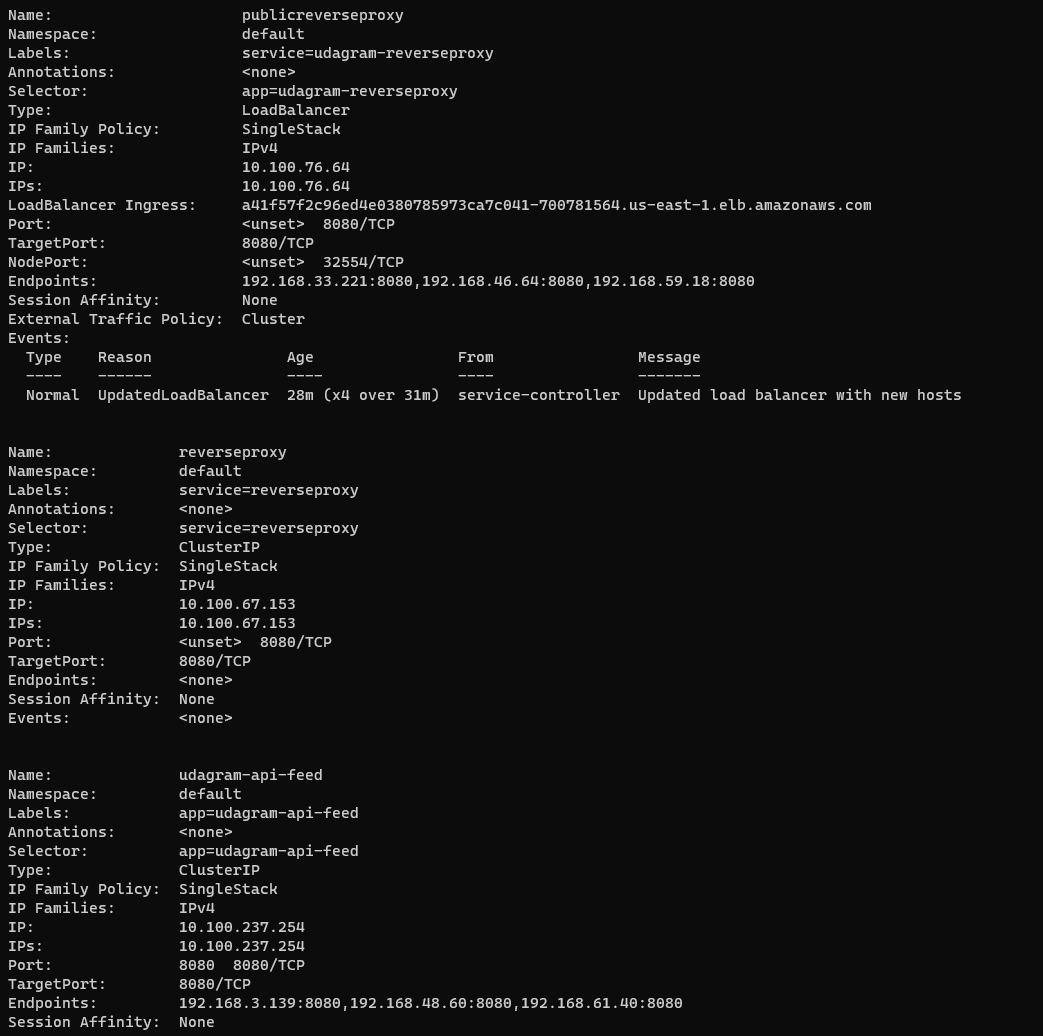 Name:                     publicreverseproxy
Namespace:                default
Labels:                   service=udagram-reverseproxy
Annotations:              <none>
Selector:                 app=udagram-reverseproxy
Type:                     LoadBalancer
IP Family Policy:         SingleStack
IP Families:              IPv4
IP:                       10.100.76.64
IPs:                      10.100.76.64
LoadBalancer Ingress:     a41f57f2c96ed4e0380785973ca7c041-700781564.us-east-1.elb.amazonaws.com
Port:                     <unset>  8080/TCP
TargetPort:               8080/TCP
NodePort:                 <unset>  32554/TCP
Endpoints:                192.168.33.221:8080,192.168.46.64:8080,192.168.59.18:8080
Session Affinity:         None
External Traffic Policy:  Cluster
Events:
  Type    Reason               Age                From                Message
  ----    ------               ----               ----                -------
  Normal  UpdatedLoadBalancer  28m (x4 over 31m)  service-controller  Updated load balancer with new hosts
Name:              reverseproxy
Namespace:         default
Labels:            service=reverseproxy
Annotations:       <none>
Selector:          service=reverseproxy
Type:              ClusterIP
IP Family Policy:  SingleStack
IP Families:       IPv4
IP:                10.100.67.153
IPs:               10.100.67.153
Port:              <unset>  8080/TCP
TargetPort:        8080/TCP
Endpoints:         <none>
Session Affinity:  None
Events:            <none>
Name:              udagram-api-feed
Namespace:         default
Labels:            app=udagram-api-feed
Annotations:       <none>
Selector:          app=udagram-api-feed
Type:              ClusterIP
IP Family Policy:  SingleStack
IP Families:       IPv4
IP:                10.100.237.254
IPs:               10.100.237.254
Port:              8080  8080/TCP
TargetPort:        8080/TCP
Endpoints:         192.168.3.139:8080,192.168.48.60:8080,192.168.61.40:8080
Session Affinity:  None